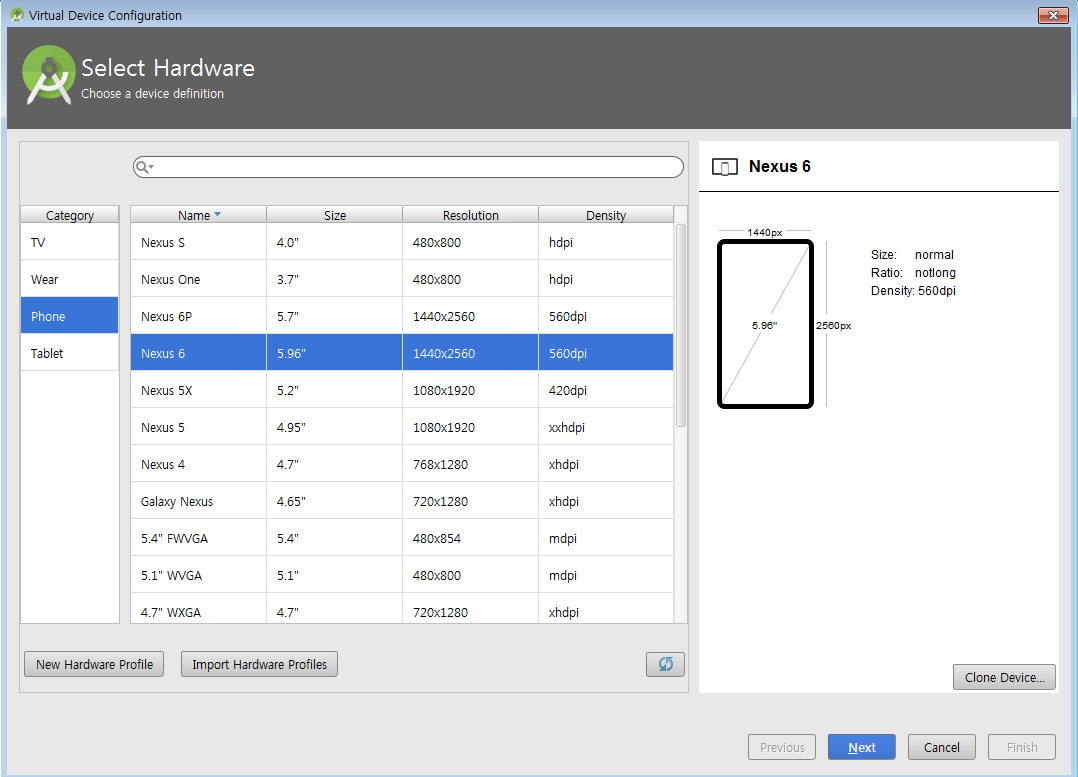 Virtual Device Configuration
Select Hardware
Choose a device definition
Category
TV
Wear
Phone
Tablet
Name Size Resolution Density
Nexus S 4.0" 480x800 hdpi
Nexus One 3.7" 480x800 hdpi
Nexus 6P 5.7" 1440x2560 560dpi
Nexus 6 5.96" 1440x2560 560dpi
Nexus 5X 5.2" 1080x1920 420dpi
Nexus 5 4.95" 1080x1920 xxhdpi
Nexus 4 4.7" 768x1280 xhdpi
Galaxy Nexus 4.65" 720x1280 xhdpi
5.4" FWVGA 5.4" 480x854 mdpi
5.1" WVGA 5.1" 480x800 mdpi
4.7" WXGA 4.7" 720x1280 xhdpi
New Hardware Profile
Import Hardware Profiles
Nexus 6
1440px
5.96"
2560px
Size: normal
Ratio: notlong
Density: 560dpi
Clone Device...
Previous
Next
Cancel
Finish